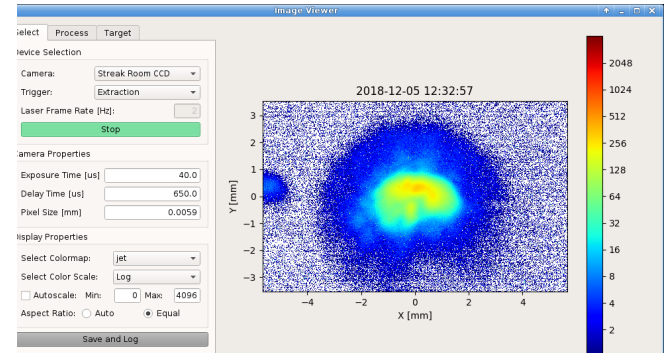 Image Viewer
Select Process Target
Device Selection
Camera: Streak Room CCD
Trigger: Extraction
Laser Frame Rate [Hz]: 2
Stop
Camera Properties
Exposure Time [us] 40.0
Delay Time [us] 650.0
Pixel Size [mm] 0.0059
Display Properties
Select Colormap: jet
Select Color Scale: Log
Autoscale: Min: 0 Max: 4096
Aspect Ratio: Auto Equal
Save and Log
2018-12-05 12:32:57
3
2
1
0
−1
−2
−3
Y [mm]
−4 −2 0 2 4
X [mm]
2048
1024
512
256
128
64
32
16
8
4
2